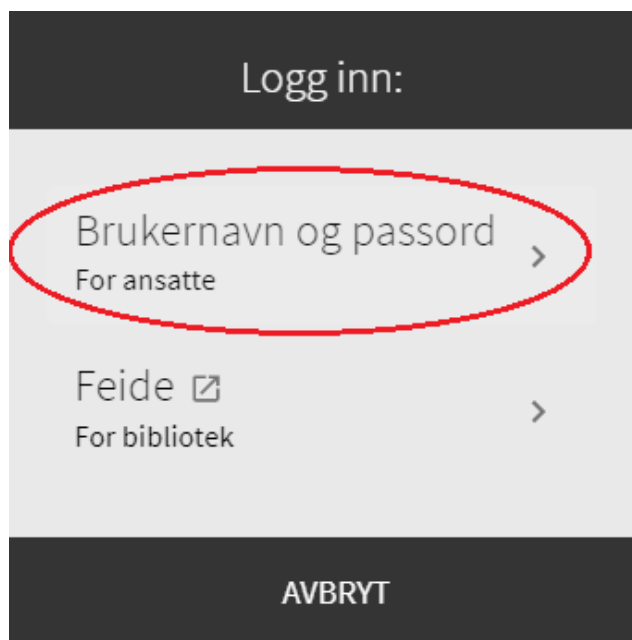 Logg inn:
Brukernavn og passord
For ansatte
Feide
For bibliotek
AVBRYT